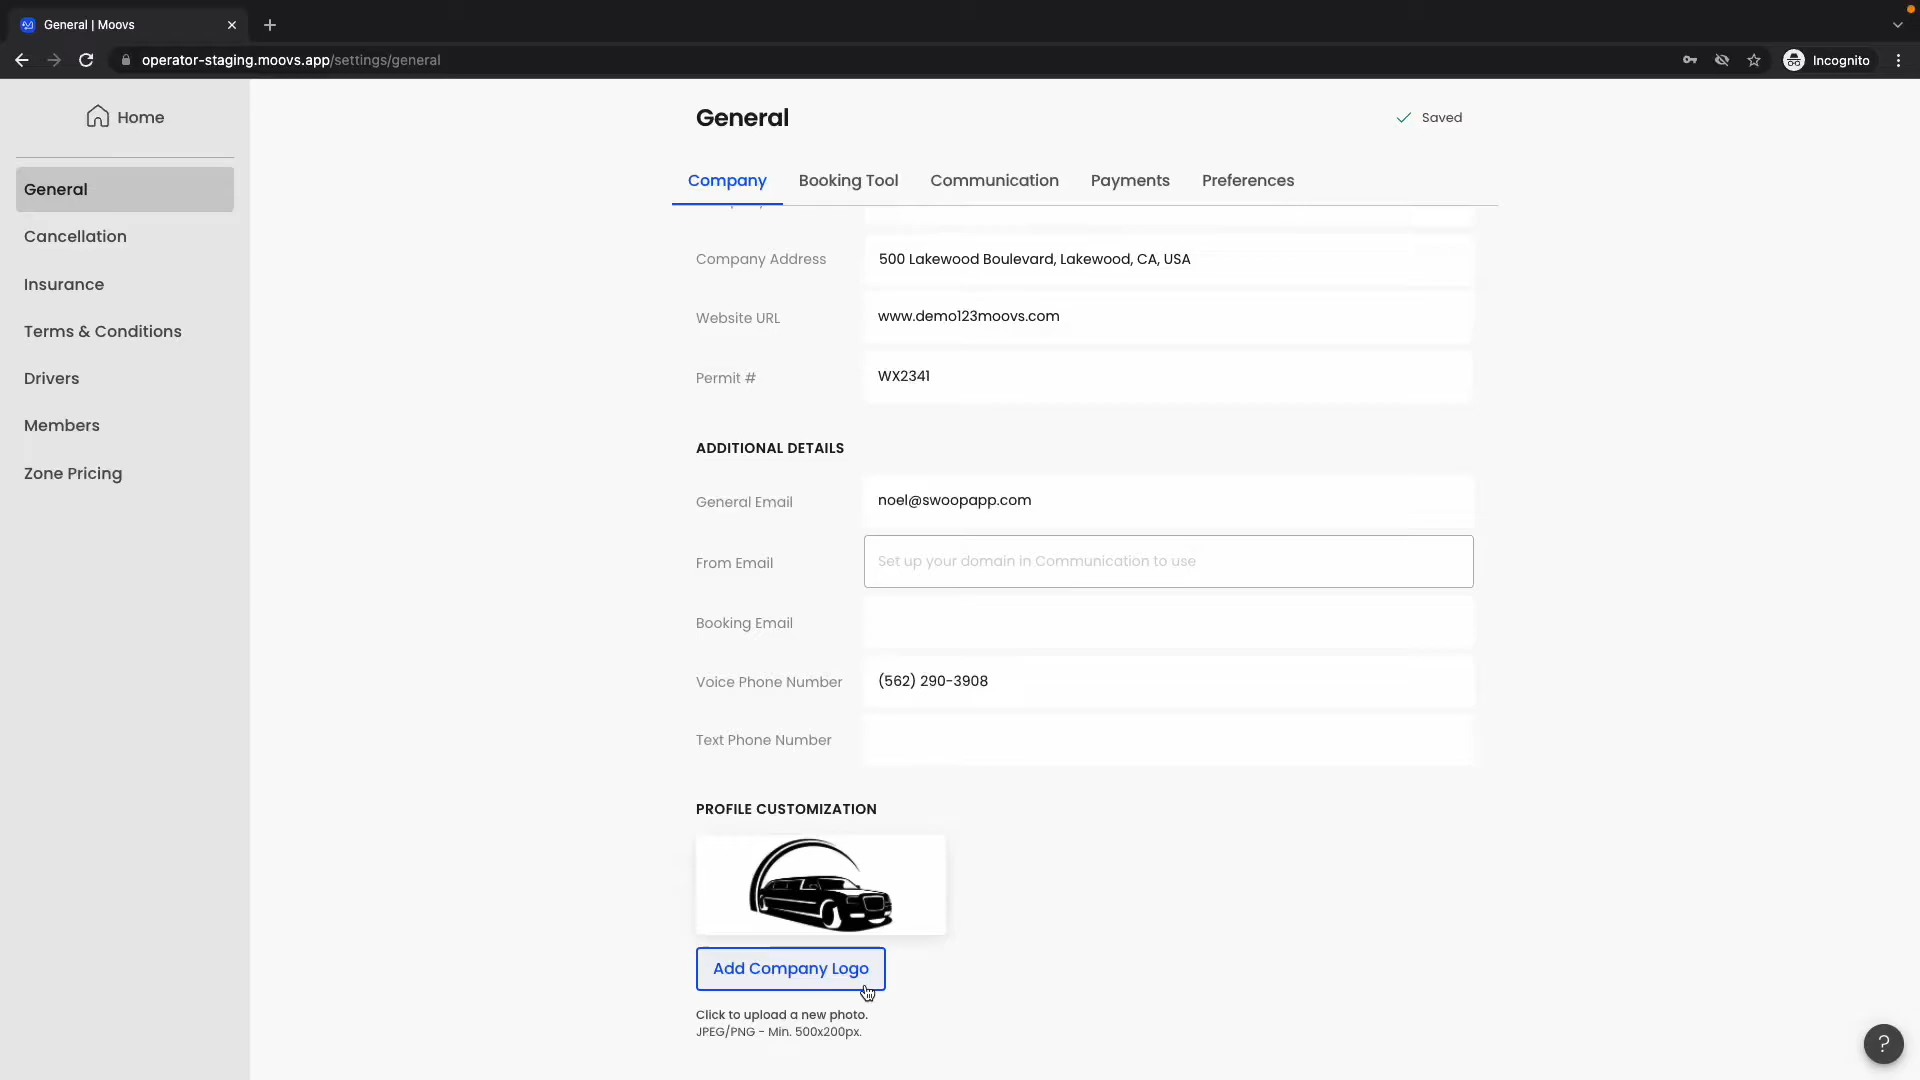 General | Moovs
operator-staging.moovs.app/settings/general
Incognito
Home
General
Cancellation
Insurance
Terms & Conditions
Drivers
Members
Zone Pricing
General
Saved
Company
Booking Tool
Communication
Payments
Preferences
Company Address
500 Lakewood Boulevard, Lakewood, CA, USA
Website URL
www.demo123moovs.com
Permit #
WX2341
ADDITIONAL DETAILS
General Email
noel@swoopapp.com
From Email
Set up your domain in Communication to use
Booking Email
Voice Phone Number
(562) 290-3908
Text Phone Number
PROFILE CUSTOMIZATION
Add Company Logo
Click to upload a new photo.
JPEG/PNG - Min. 500x200px.
?